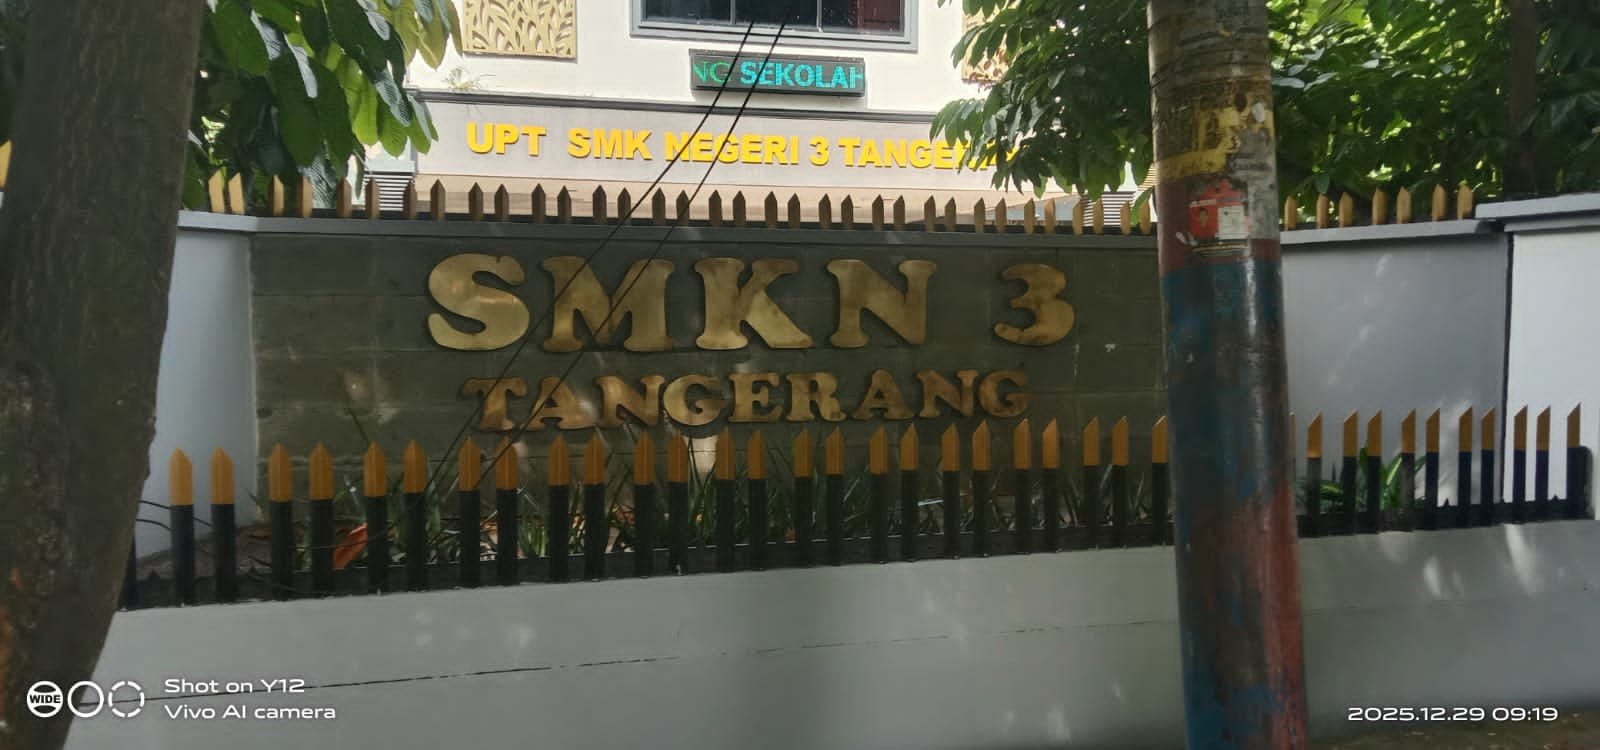 SEKOLAH
UPT SMK NEGERI 3
SMKN 3
TANGERANG
WIDE
Shot on Y12
Vivo AI camera
2025.12.29 09:19